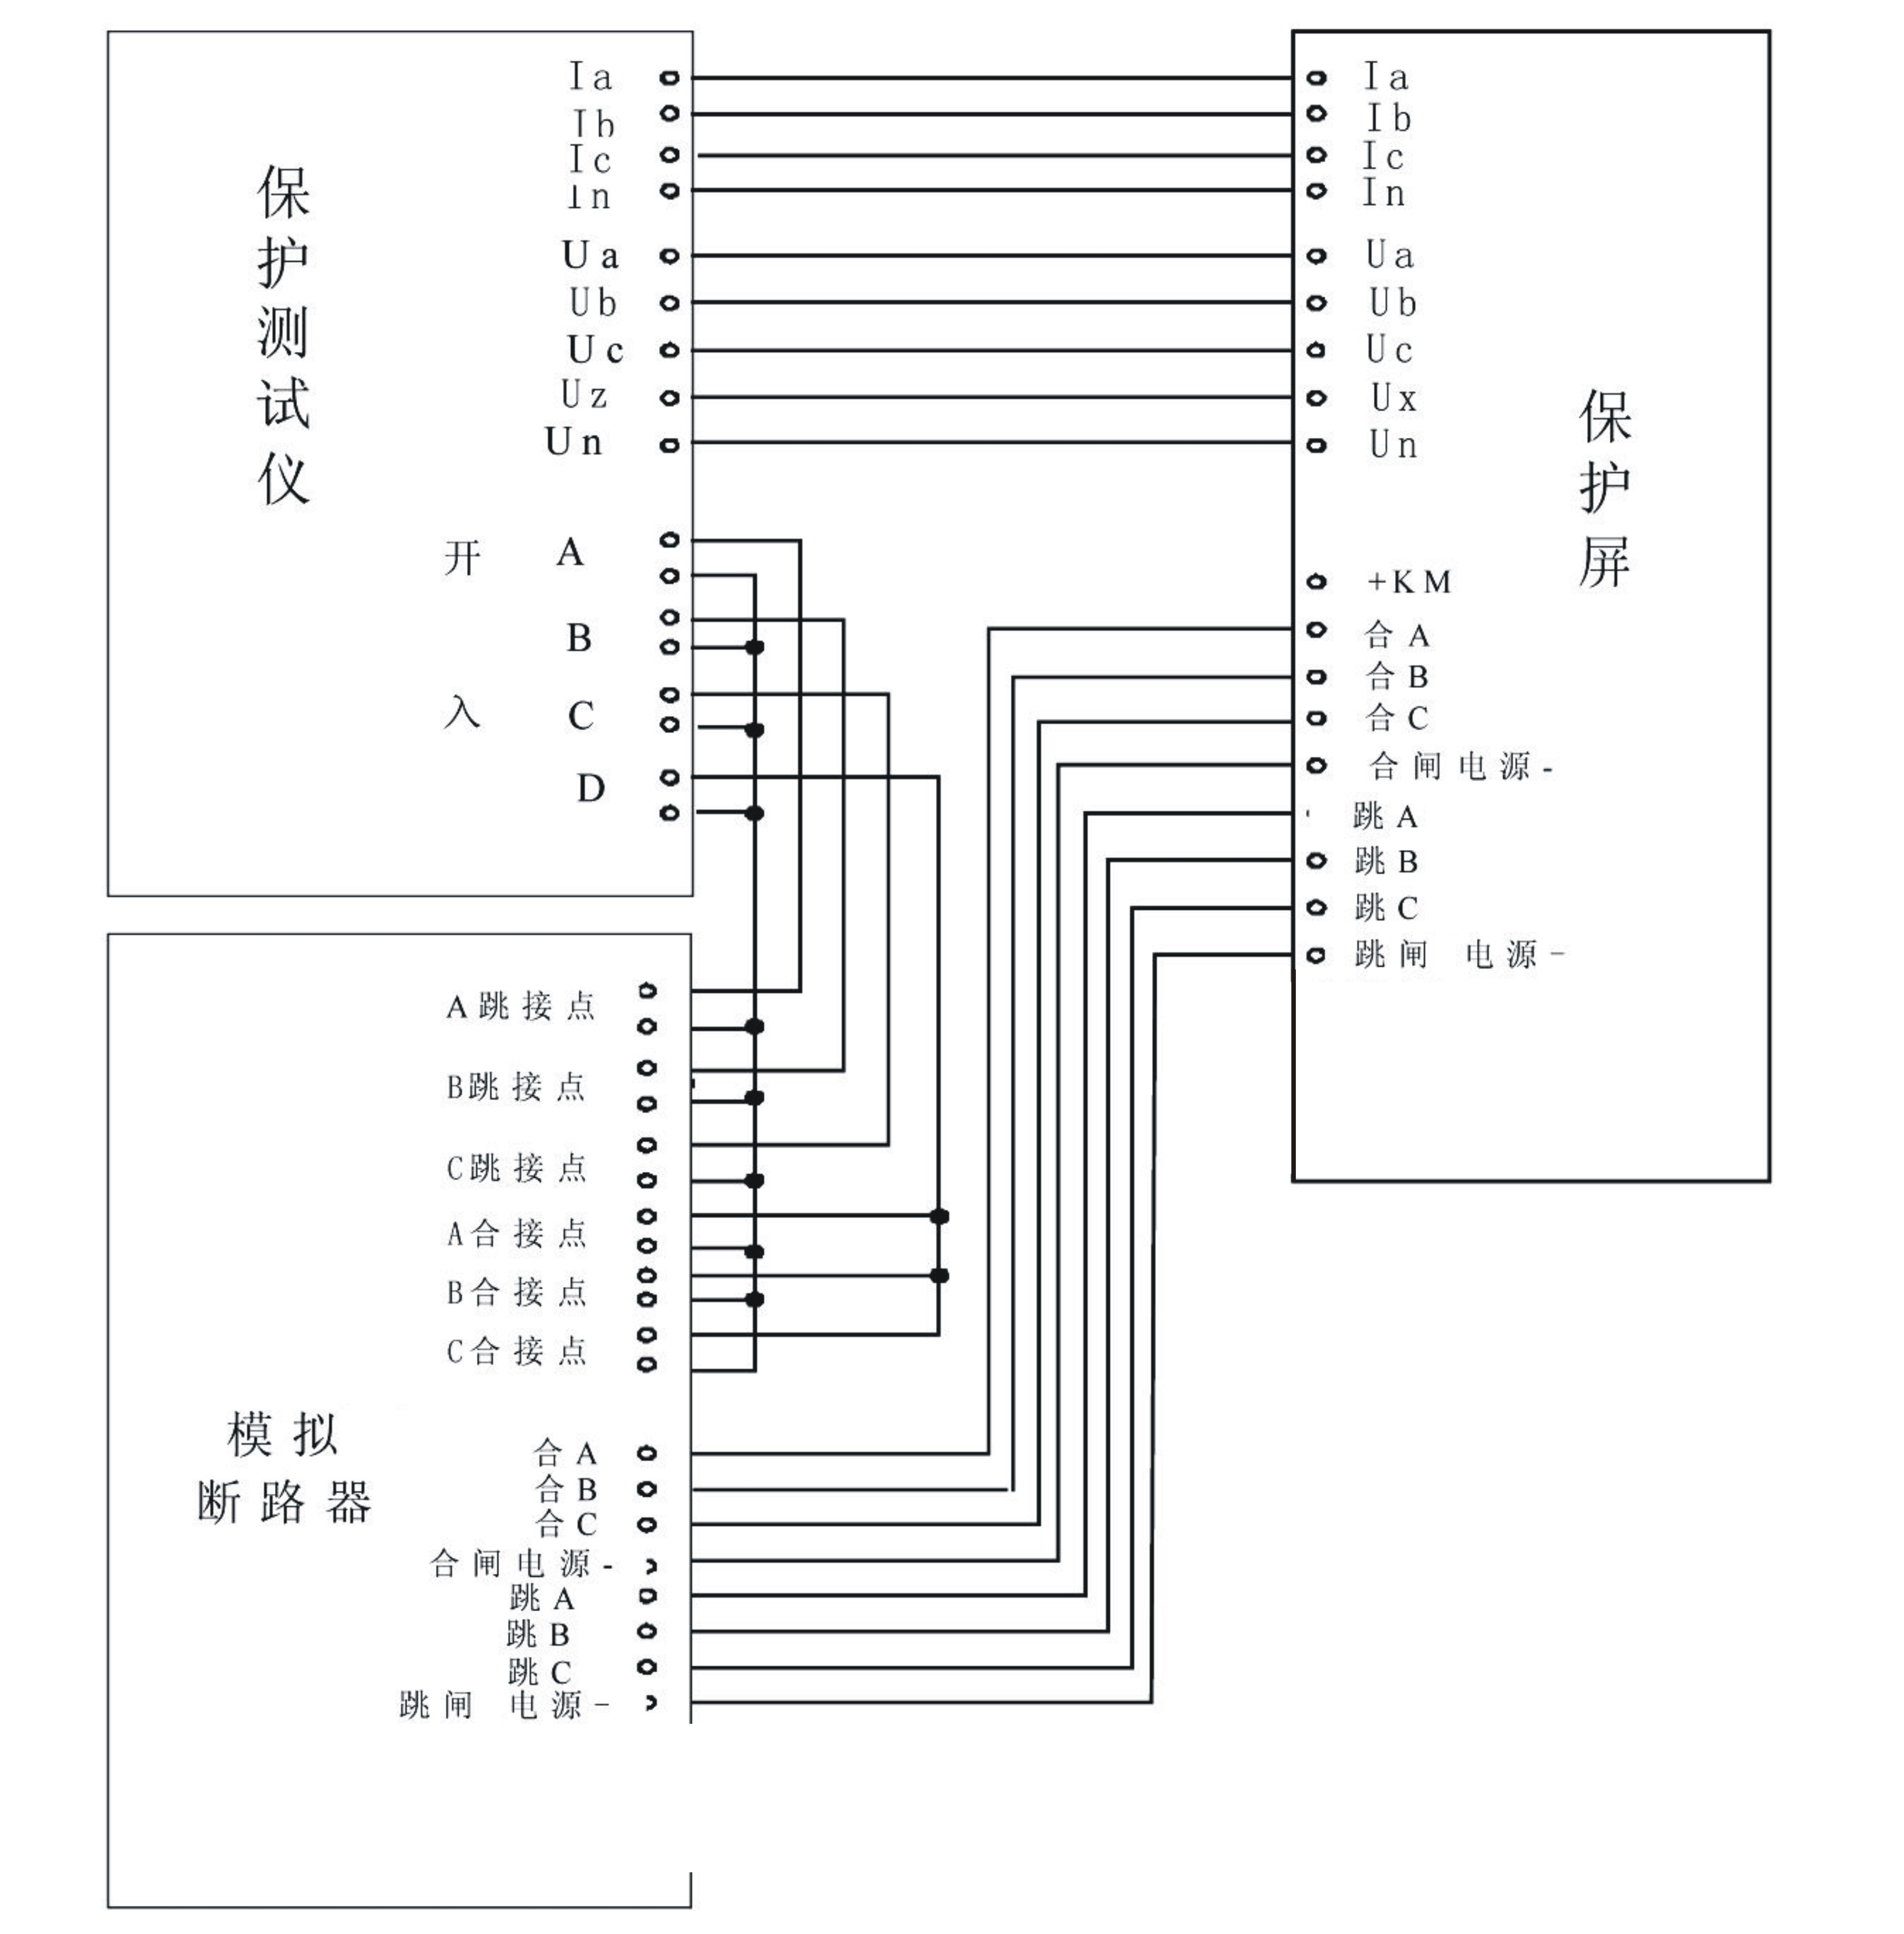 保护测试仪
Ia
Ib
Ic
In
Ua
Ub
Uc
Uz
Un
开入
A
B
C
D
Ia
Ib
Ic
In
Ua
Ub
Uc
Ux
Un
保护屏
+KM
合A
合B
合C
合闸电源-
跳A
跳B
跳C
跳闸 电源-
A跳接点
B跳接点
C跳接点
A合接点
B合接点
C合接点
模拟
断路器
合A
合B
合C
合闸电源-
跳A
跳B
跳C
跳闸 电源-